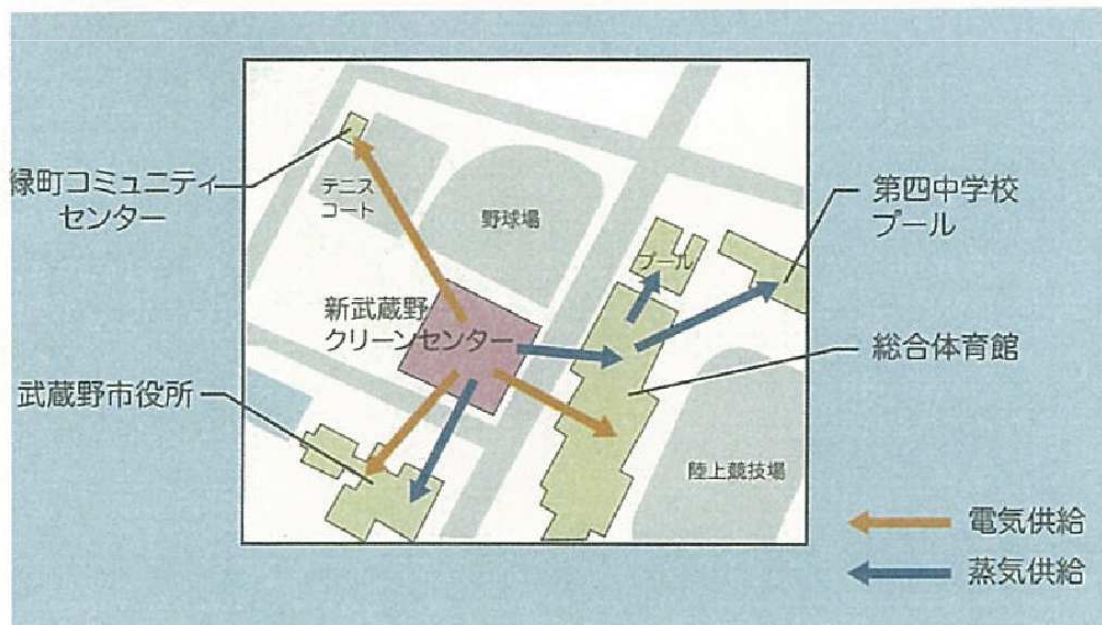 緑町コミュニティ
センター
テニス
コート
野球場
プール
第四中学校
プール
新武蔵野
クリーンセンター
総合体育館
武蔵野市役所
陸上競技場
電気供給
蒸気供給